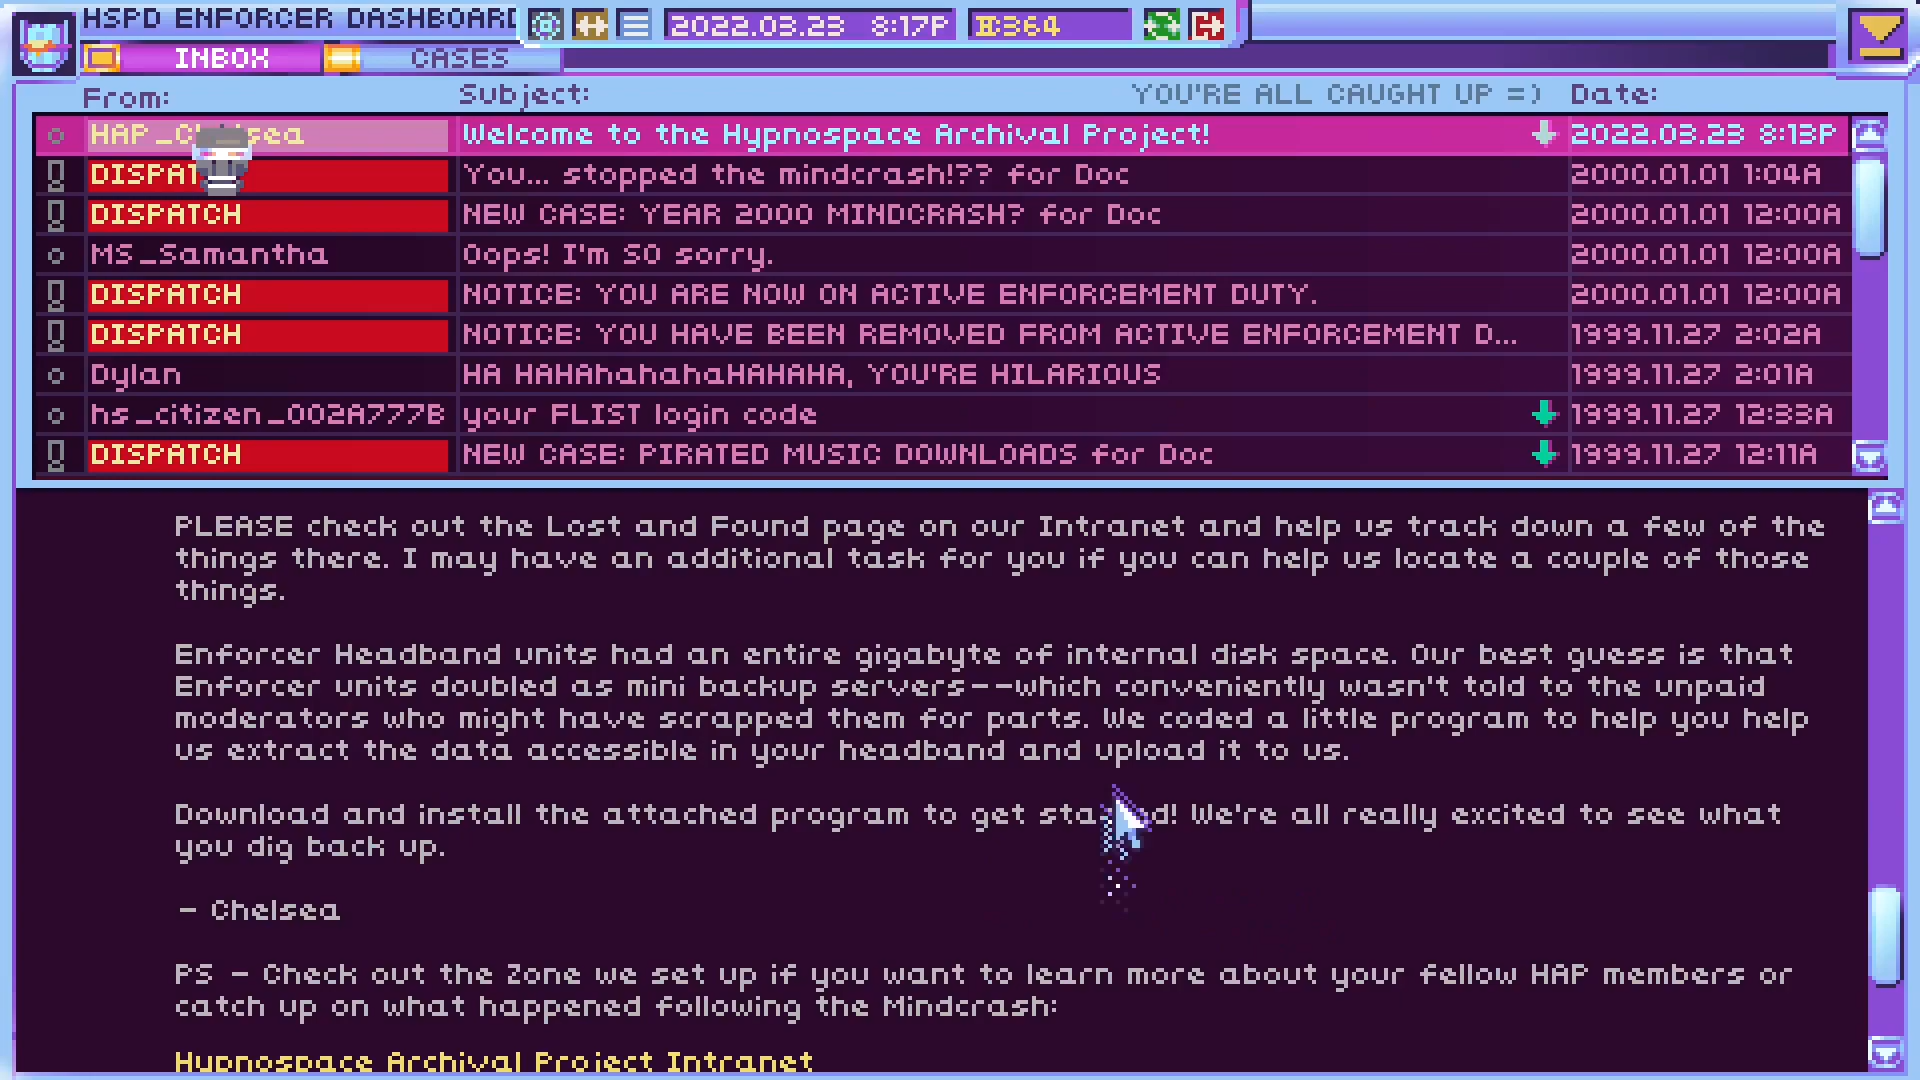 HSPD ENFORCER DASHBOARD
2022.03.23 8:17P
364
INBOX
CASES
From:
Subject:
YOU'RE ALL CAUGHT UP =)
Date:
Welcome to the Hypnospace Archival Project!
2022.03.23 8:13P
You... stopped the mindcrash!?? for Doc
2000.01.01 1:04A
DISPATCH
NEW CASE: YEAR 2000 MINDCRASH? for Doc
2000.01.01 12:00A
MS_Samantha
Oops! I'm SO sorry.
2000.01.01 12:00A
DISPATCH
NOTICE: YOU ARE NOW ON ACTIVE ENFORCEMENT DUTY.
2000.01.01 12:00A
DISPATCH
NOTICE: YOU HAVE BEEN REMOVED FROM ACTIVE ENFORCEMENT D...
1999.11.27 2:02A
Dylan
HA HAHAhahahaHAHAHA, YOU'RE HILARIOUS
1999.11.27 2:01A
hs_citizen_002A777B
your FLIST login code
1999.11.27 12:33A
DISPATCH
NEW CASE: PIRATED MUSIC DOWNLOADS for Doc
1999.11.27 12:11A
PLEASE check out the Lost and Found page on our Intranet and help us track down a few of the
things there. I may have an additional task for you if you can help us locate a couple of those
things.
Enforcer Headband units had an entire gigabyte of internal disk space. Our best guess is that
Enforcer units doubled as mini backup servers--which conveniently wasn't told to the unpaid
moderators who might have scrapped them for parts. We coded a little program to help you help
us extract the data accessible in your headband and upload it to us.
Download and install the attached program to get We're all really excited to see what
you dig back up.
- Chelsea
PS - Check out the Zone we set up if you want to learn more about your fellow HAP members or
catch up on what happened following the Mindcrash:
Hypnospace Archival Project Intranet